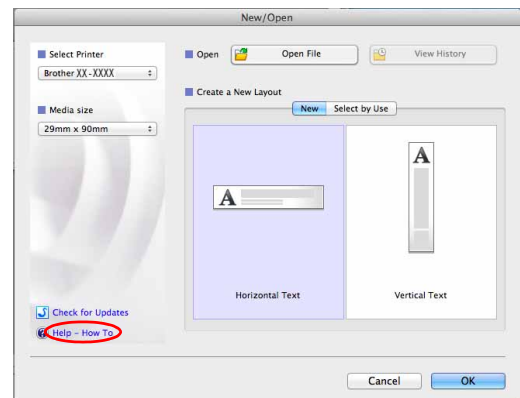 New/Open
Select Printer
Brother XX-XXXX
Media size
29mm x 90mm
Check for Updates
Help - How To
Open
Open File
View History
Create a New Layout
New
Select by Use
A
Horizontal Text
A
Vertical Text
Cancel
OK